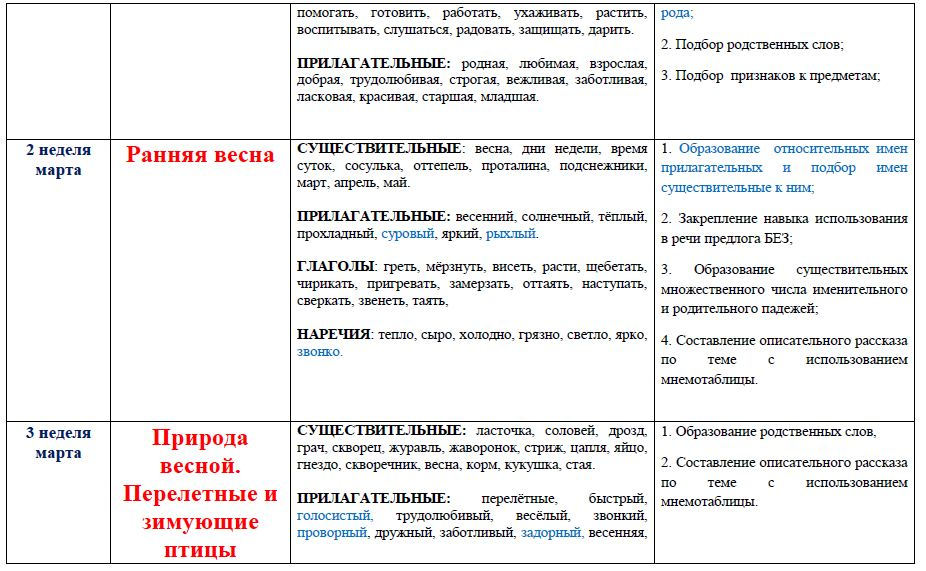 помогать, готовить, работать, ухаживать, растить,
воспитывать, слушаться, радовать, защищать, дарить.
ПРИЛАГАТЕЛЬНЫЕ: родная, любимая, взрослая,
добрая, трудолюбивая, строгая, вежливая, заботливая,
ласковая, красивая, старшая, младшая.
рода;
2. Подбор родственных слов;
3. Подбор признаков к предметам;
2 неделя
марта
Ранняя весна
СУЩЕСТВИТЕЛЬНЫЕ: весна, дни недели, время
суток, сосулька, оттепель, проталина, подснежники,
март, апрель, май.
ПРИЛАГАТЕЛЬНЫЕ: весенний, солнечный, тёплый,
прохладный, суровый, яркий, рыхлый.
ГЛАГОЛЫ: греть, мёрзнуть, висеть, расти, щебетать,
чирикать, пригревать, замерзать, оттаять, наступать,
сверкать, звенеть, таять,
НАРЕЧИЯ: тепло, сыро, холодно, грязно, светло, ярко,
звонко.
1. Образование относительных имен
прилагательных и подбор имен
существительные к ним;
2. Закрепление навыка использования
в речи предлога БЕЗ;
3. Образование существительных
множественного числа именительного
и родительного падежей;
4. Составление описательного рассказа
по теме с использованием
мнемотаблицы.
3 неделя
марта
Природа
весной.
Перелетные и
зимующие
птицы
СУЩЕСТВИТЕЛЬНЫЕ: ласточка, соловей, дрозд,
грач, скворец, журавль, жаворонок, стриж, цапля, яйцо,
гнездо, скворечник, весна, корм, кукушка, стая.
ПРИЛАГАТЕЛЬНЫЕ: перелётные, быстрый,
голосистый, трудолюбивый, весёлый, звонкий,
проворный, дружный, заботливый, задорный, весенняя,
1. Образование родственных слов,
2. Составление описательного рассказа
по теме с использованием
мнемотаблицы.